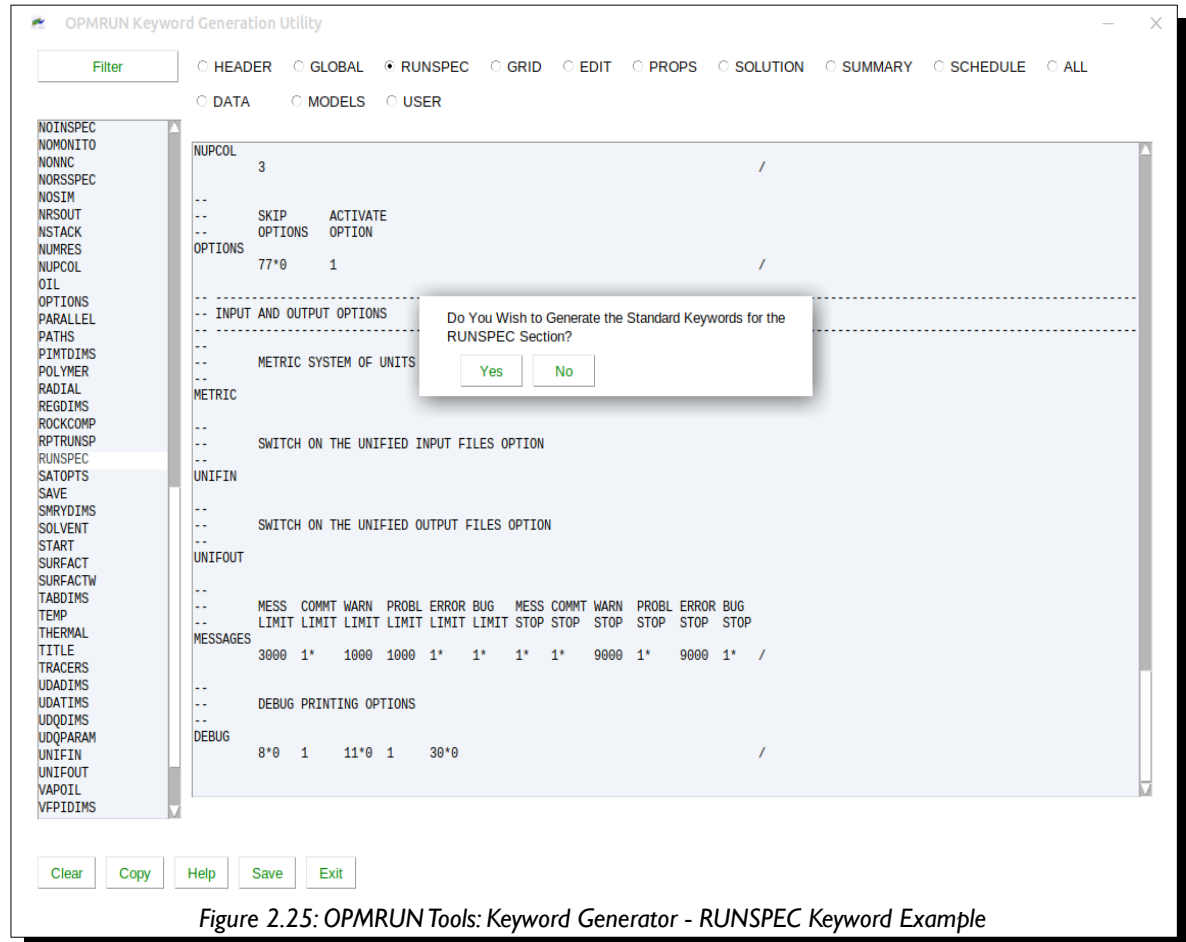 OPMRUN Keyword Generation Utility
Filter
HEADER GLOBAL RUNSPEC GRID EDIT PROPS SOLUTION SUMMARY SCHEDULE ALL
DATA MODELS USER
NOINSPEC
NOMONITO
NONNC
NORSSPEC
NOSIM
NRSOUT
NSTACK
NUMRES
NUPCOL
OIL
OPTIONS
PARALLEL
PATHS
PIMTDIMS
POLYMER
RADIAL
REGDIMS
ROCKCOMP
RPTRUNSP
RUNSPEC
SATOPTS
SAVE
SMRYDIMS
SOLVENT
START
SURFACT
SURFACTW
TABDIMS
TEMP
THERMAL
TITLE
TRACERS
UDADIMS
UDATIMS
UDQDIMS
UDQPARAM
UNIFIN
UNIFOUT
VAPOIL
VFPIDIMS
NUPCOL
3 /
--
-- SKIP ACTIVATE
-- OPTIONS OPTION
OPTIONS
77*0 1 /
-- ------------------------------------------------------------
-- INPUT AND OUTPUT OPTIONS
-- ------------------------------------------------------------
--
-- METRIC SYSTEM OF UNITS
--
METRIC
--
-- SWITCH ON THE UNIFIED INPUT FILES OPTION
--
UNIFIN
--
-- SWITCH ON THE UNIFIED OUTPUT FILES OPTION
--
UNIFOUT
--
-- MESS COMMT WARN PROBL ERROR BUG MESS COMMT WARN PROBL ERROR BUG
-- LIMIT LIMIT LIMIT LIMIT LIMIT LIMIT STOP STOP STOP STOP STOP STOP
MESSAGES
3000 1* 1000 1000 1* 1* 1* 1* 9000 1* 9000 1* /
--
-- DEBUG PRINTING OPTIONS
--
DEBUG
8*0 1 11*0 1 30*0 /
Do You Wish to Generate the Standard Keywords for the
RUNSPEC Section?
Yes No
Clear Copy Help Save Exit
Figure 2.25: OPMRUN Tools: Keyword Generator - RUNSPEC Keyword Example